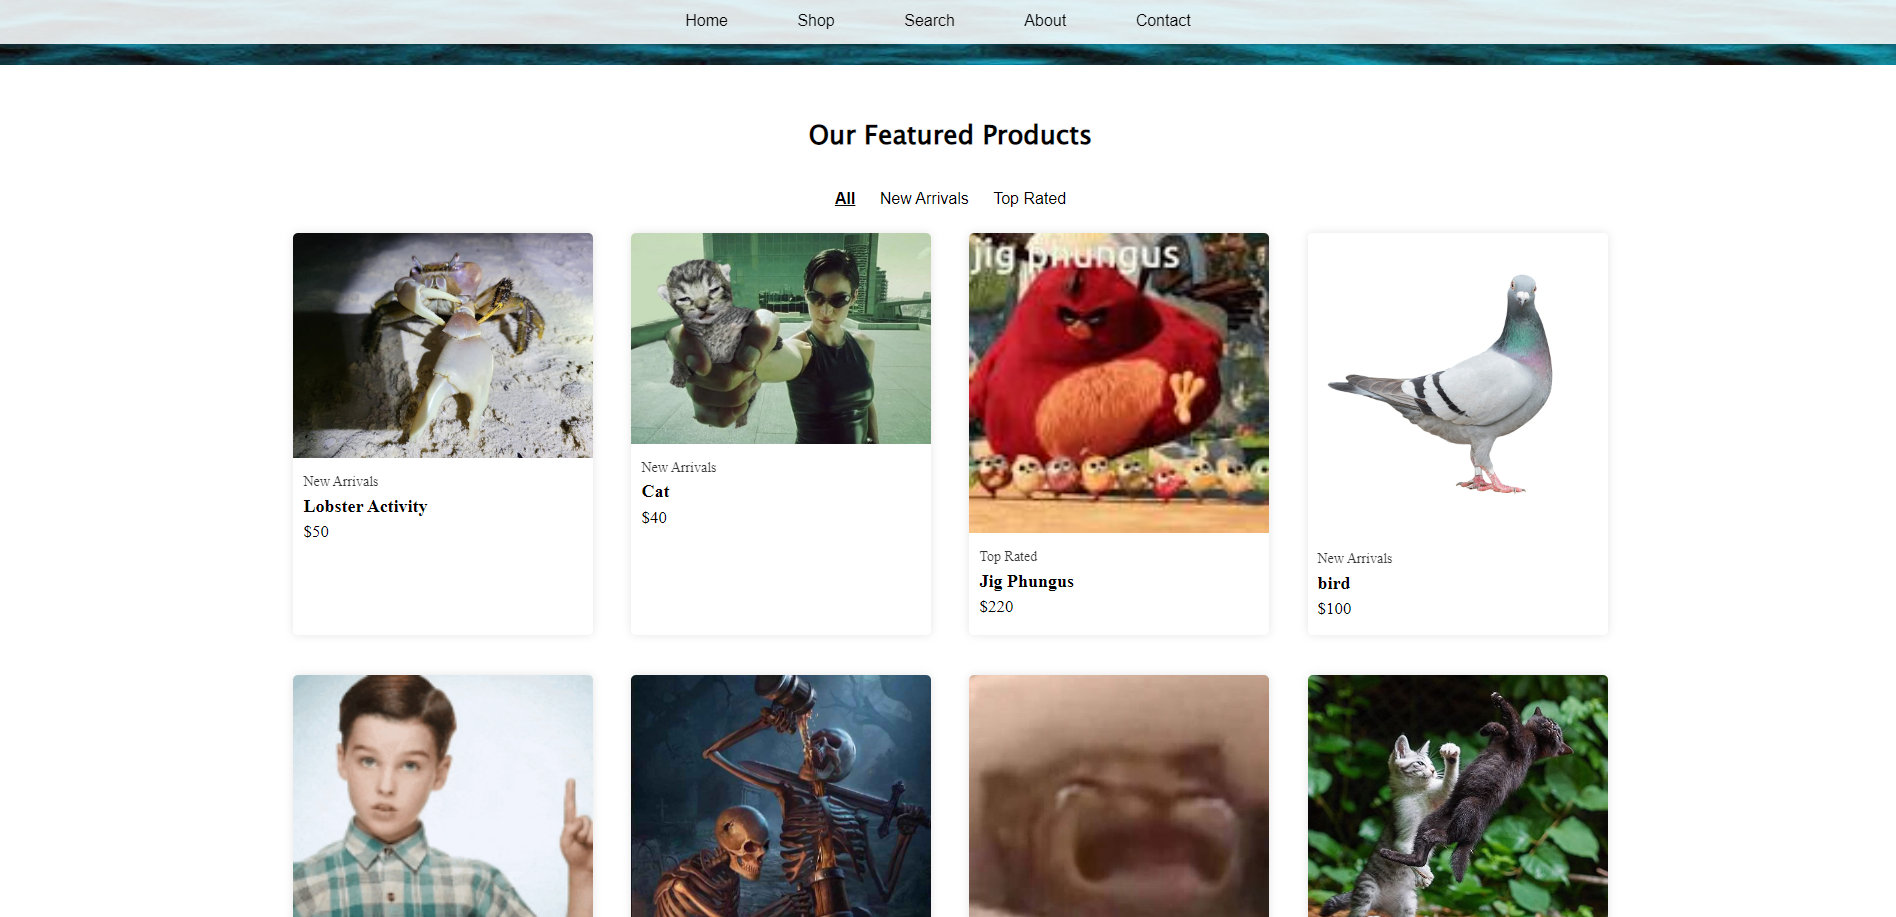 Home Shop Search About Contact
Our Featured Products
All New Arrivals Top Rated
New Arrivals
Lobster Activity
$50
New Arrivals
Cat
$40
jig phungus
Top Rated
Jig Phungus
$220
New Arrivals
bird
$100